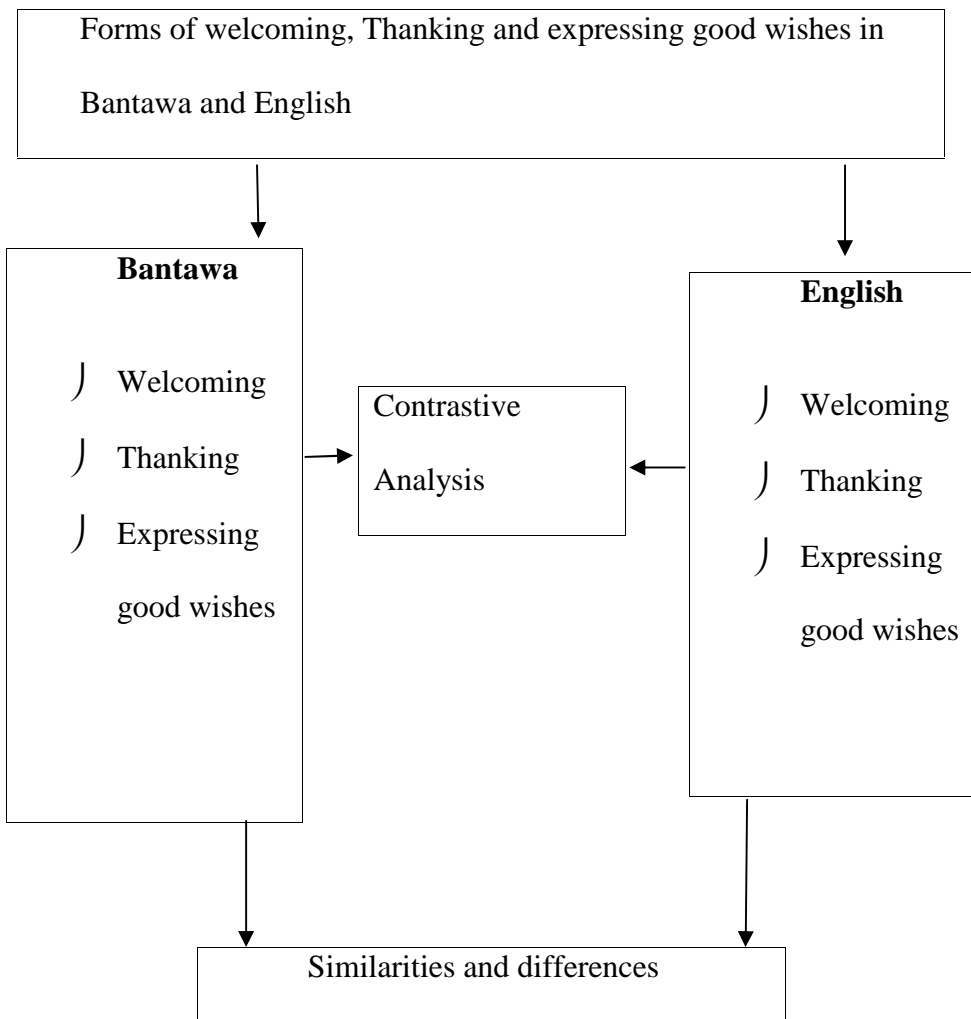 Forms of welcoming, Thanking and expressing good wishes in
Bantawa and English
Bantawa
Welcoming
Thanking
Expressing
good wishes
Contrastive
Analysis
English
Welcoming
Thanking
Expressing
good wishes
Similarities and differences